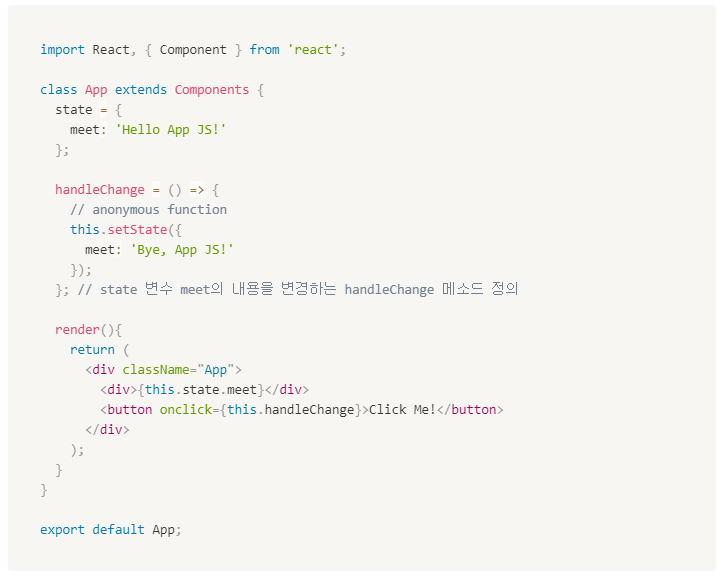 import React, { Component } from 'react';
class App extends Components {
state = {
meet: 'Hello App JS!'
};
handleChange = () => {
// anonymous function
this.setState({
meet: 'Bye, App JS!'
});
}; // state 변수 meet의 내용을 변경하는 handleChange 메소드 정의
render(){
return (
<div className="App">
<div>{this.state.meet}</div>
<button onclick={this.handleChange}>Click Me!</button>
</div>
);
}
}
export default App;